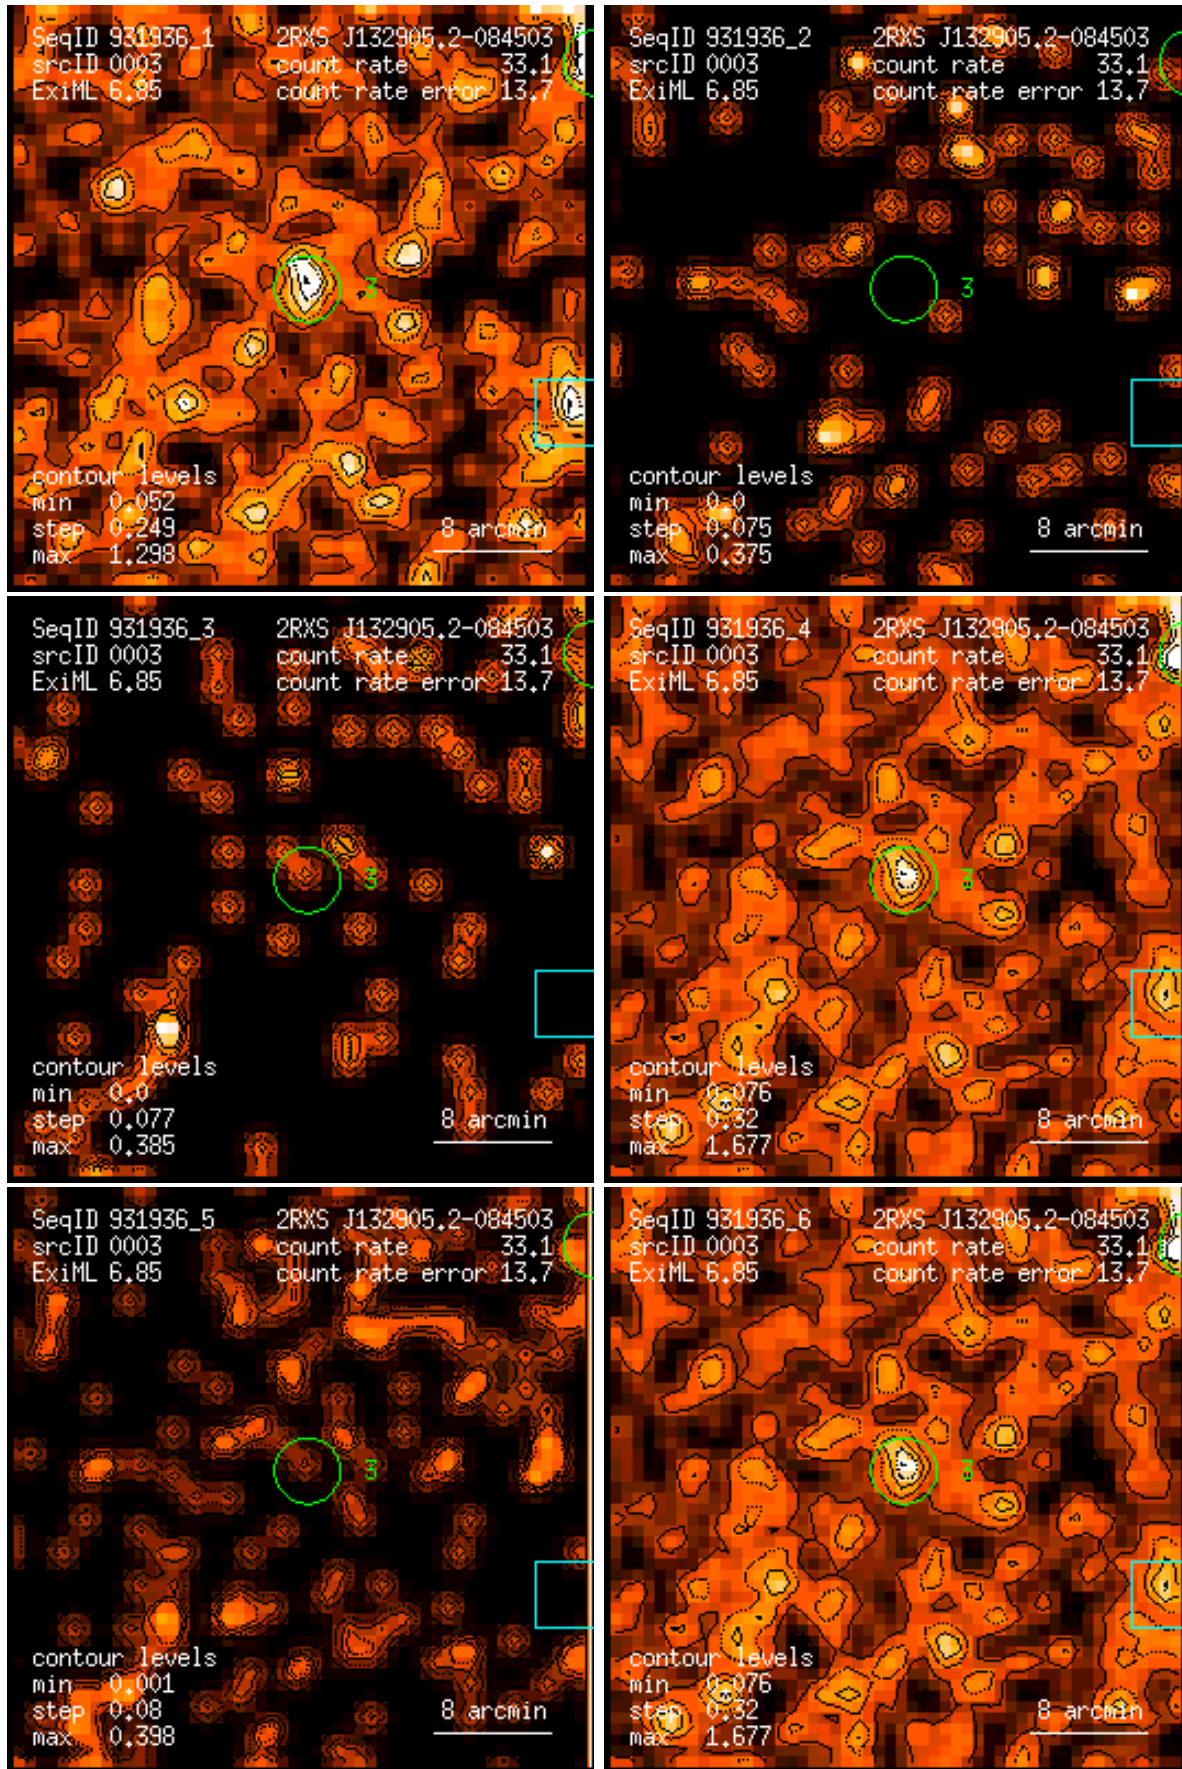 SeqID 931936_1 2RXS J132905.2-084503
srcID 0003 count rate 33.1
ExiML 6.85 count rate error 13.7
3
contour levels
min 0.052
step 0.249
max 1.298
8 arcmin
SeqID 931936_2 2RXS J132905.2-084503
srcID 0003 count rate 33.1
ExiML 6.85 count rate error 13.7
3
contour levels
min 0.0
step 0.075
max 0.375
8 arcmin
SeqID 931936_3 2RXS J132905.2-084503
srcID 0003 count rate 33.1
ExiML 6.85 count rate error 13.7
3
contour levels
min 0.0
step 0.077
max 0.385
8 arcmin
SeqID 931936_4 2RXS J132905.2-084503
srcID 0003 count rate 33.1
ExiML 6.85 count rate error 13.7
3
contour levels
min 0.076
step 0.32
max 1.677
8 arcmin
SeqID 931936_5 2RXS J132905.2-084503
srcID 0003 count rate 33.1
ExiML 6.85 count rate error 13.7
3
contour levels
min 0.001
step 0.08
max 0.398
8 arcmin
SeqID 931936_6 2RXS J132905.2-084503
srcID 0003 count rate 33.1
ExiML 6.85 count rate error 13.7
3
contour levels
min 0.076
step 0.32
max 1.677
8 arcmin